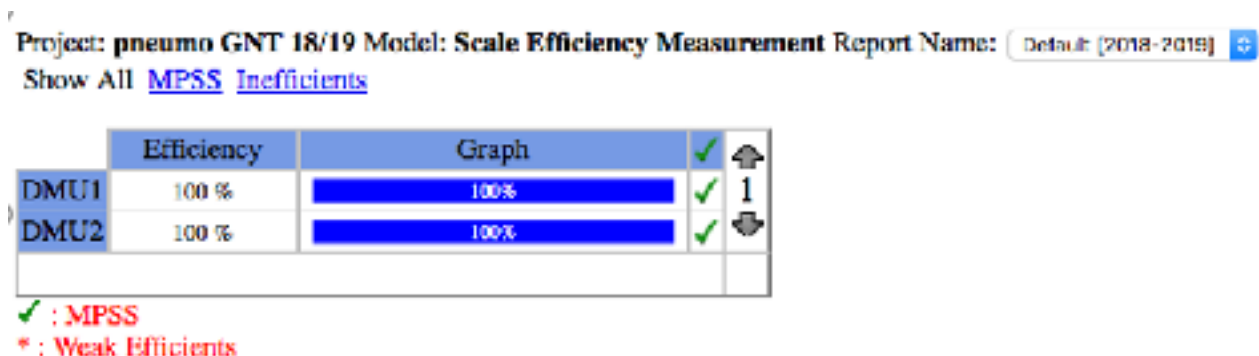 Project: pneumo GNT 18/19 Model: Scale Efficiency Measurement Report Name: Default [2018-2019]
Show All MPSS Inefficients
Efficiency Graph ✓
DMU1 100 % 100% ✓ 1
DMU2 100 % 100% ✓
✓ : MPSS
* : Weak Efficients